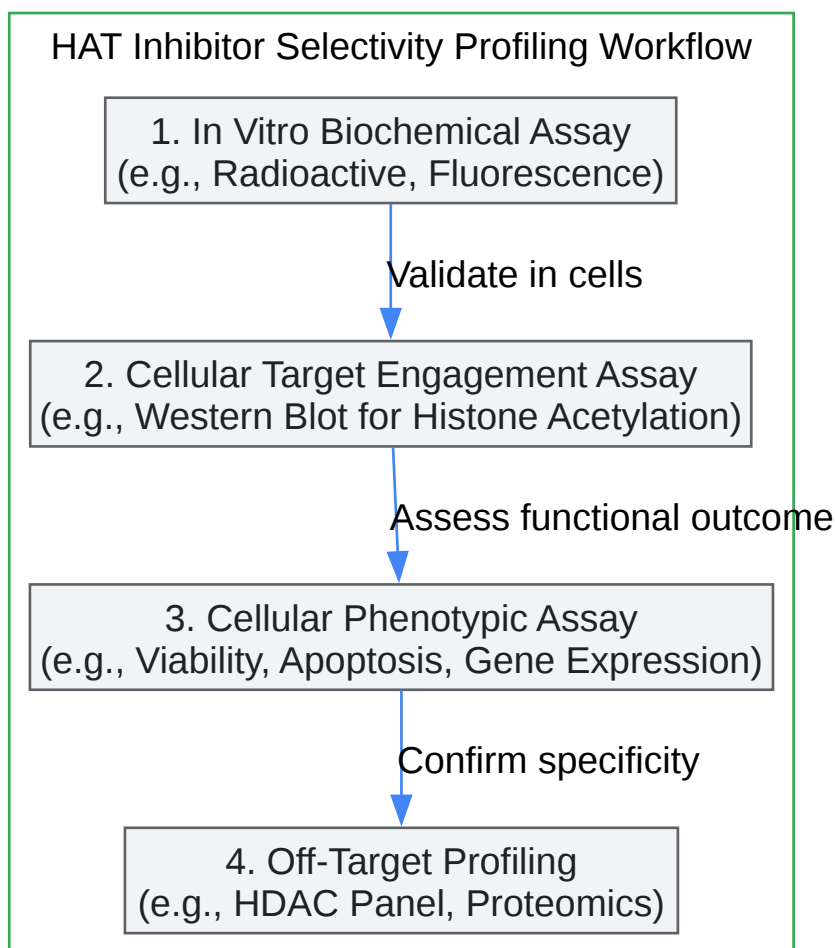 HAT Inhibitor Selectivity Profiling Workflow
1. In Vitro Biochemical Assay
(e.g., Radioactive, Fluorescence)
Validate in cells
2. Cellular Target Engagement Assay
(e.g., Western Blot for Histone Acetylation)
Assess functional outcome
3. Cellular Phenotypic Assay
(e.g., Viability, Apoptosis, Gene Expression)
Confirm specificity
4. Off-Target Profiling
(e.g., HDAC Panel, Proteomics)